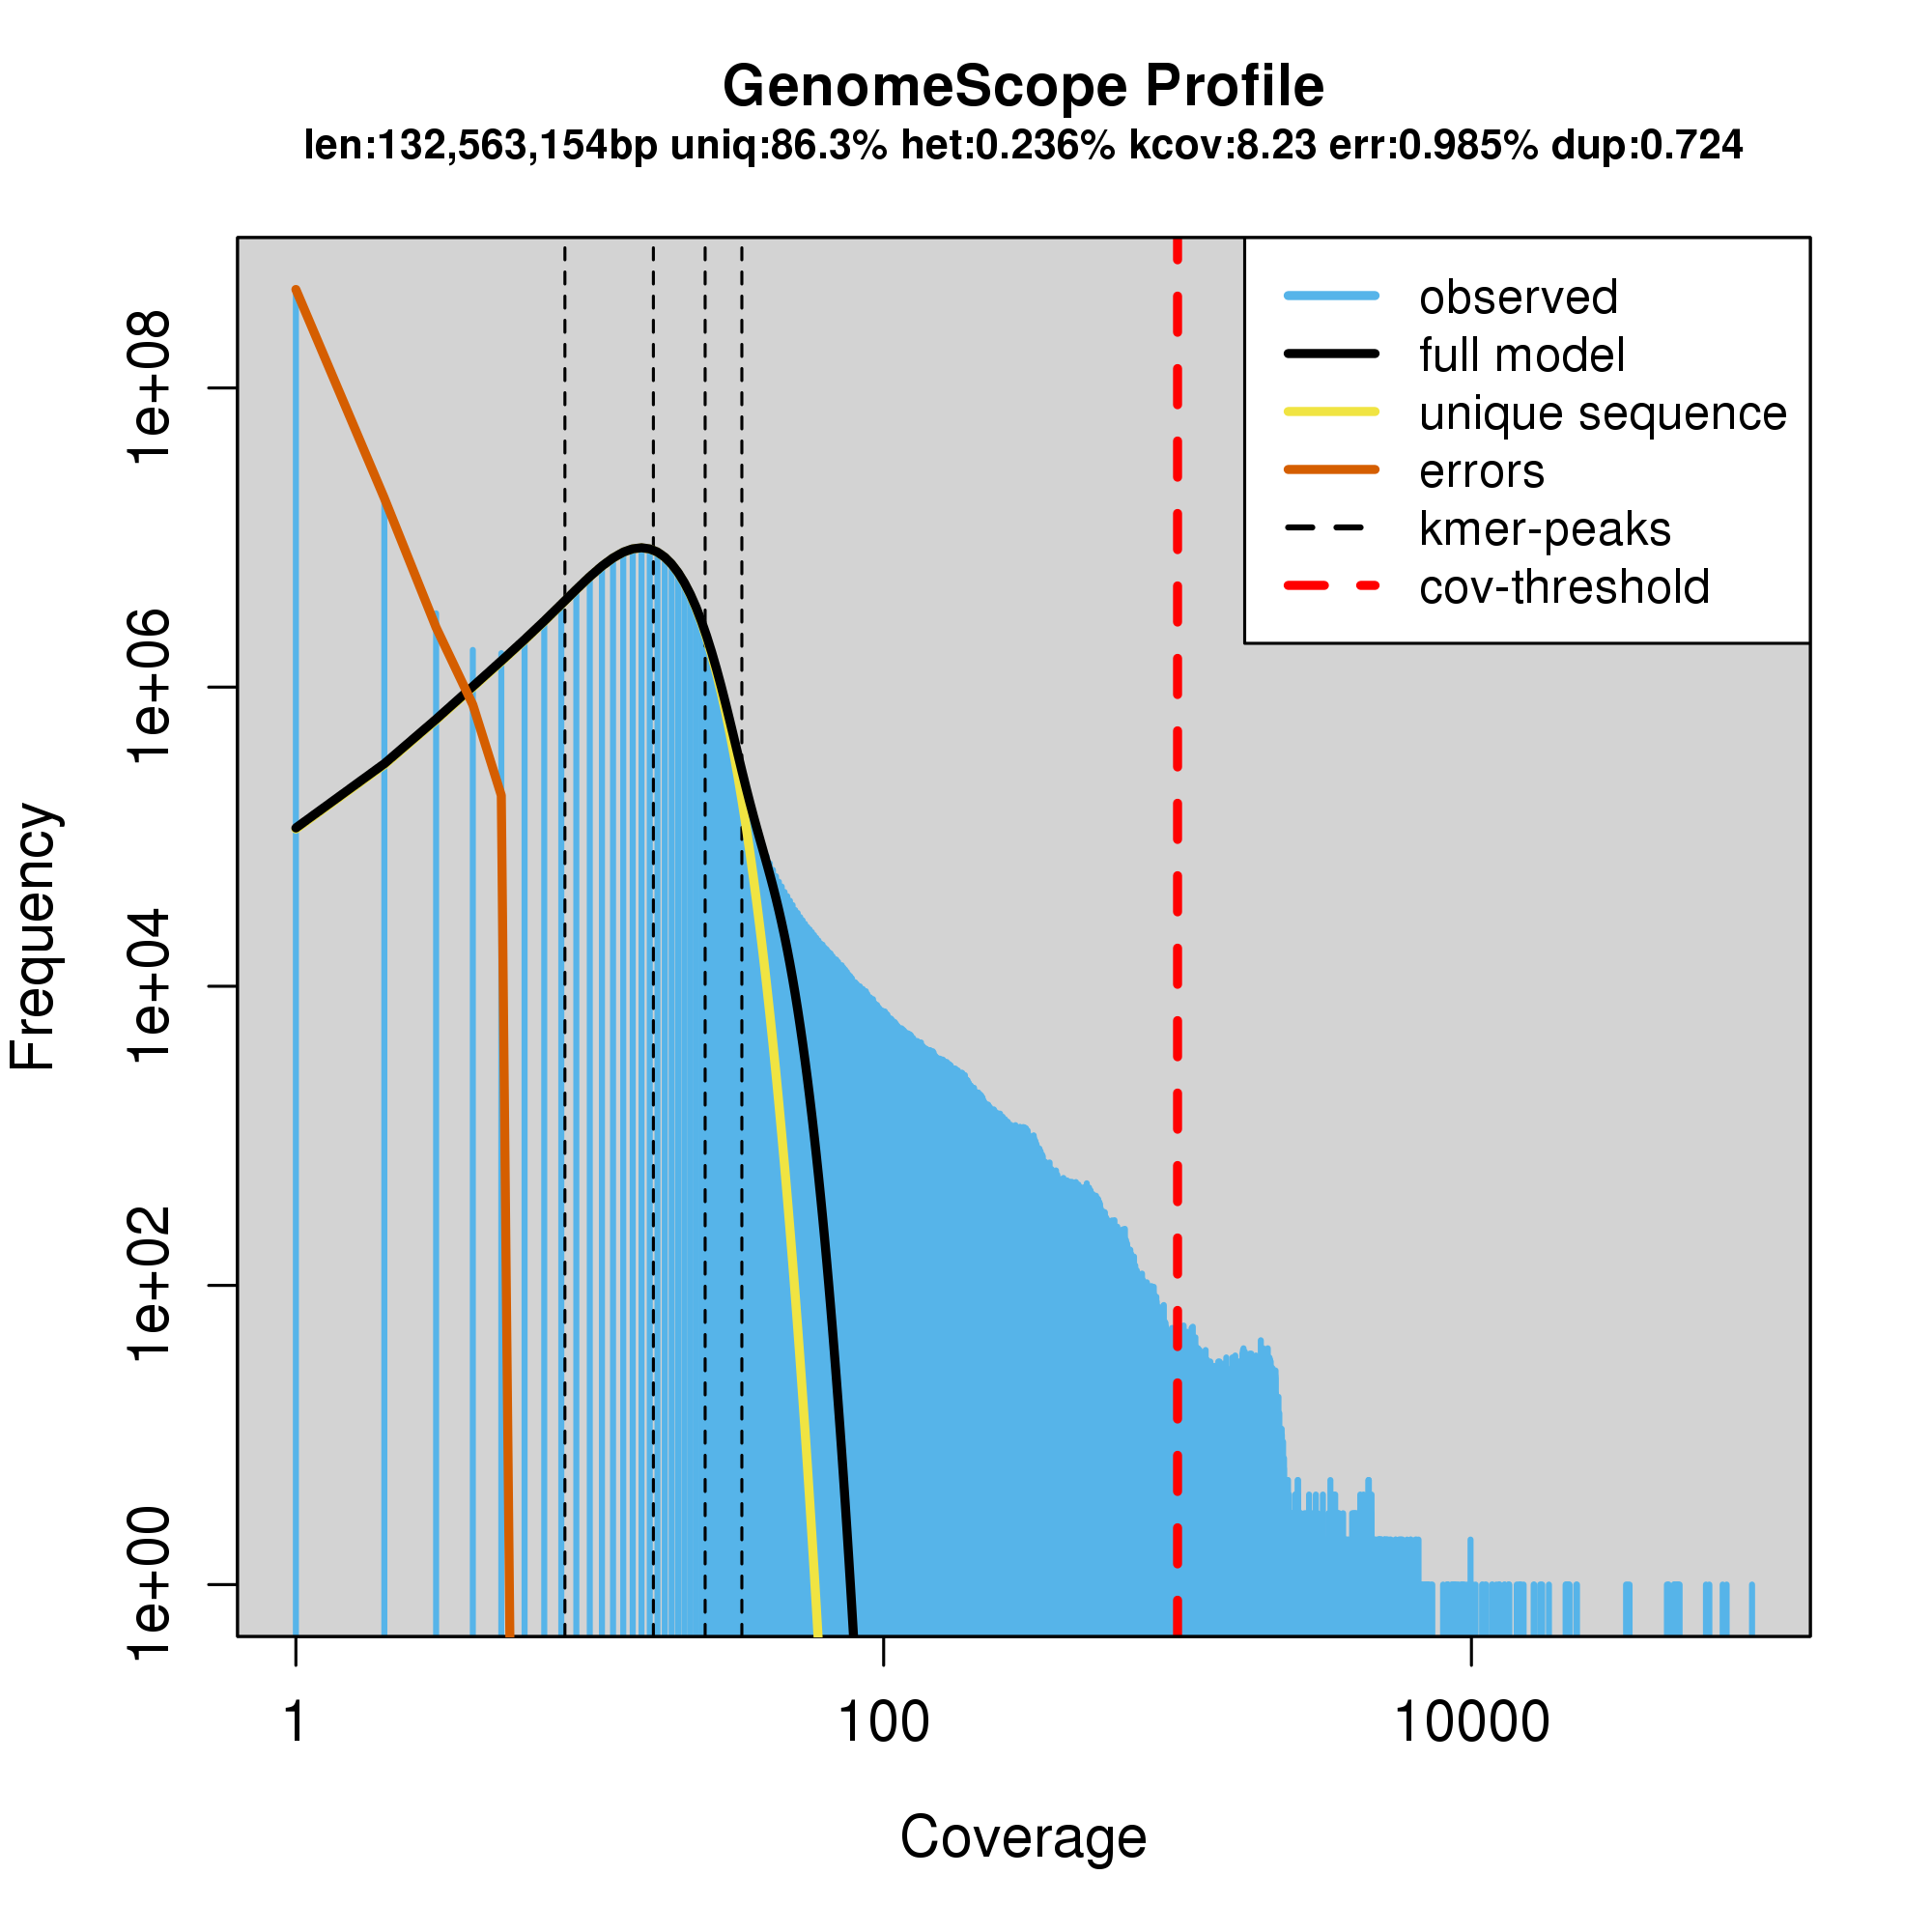 GenomeScope Profile
len:132,563,154bp uniq:86.3% het:0.236% kcov:8.23 err:0.985% dup:0.724
observed
full model
unique sequence
errors
kmer-peaks
cov-threshold
Frequency
1e+08
1e+06
1e+04
1e+02
1e+00
1
100
10000
Coverage